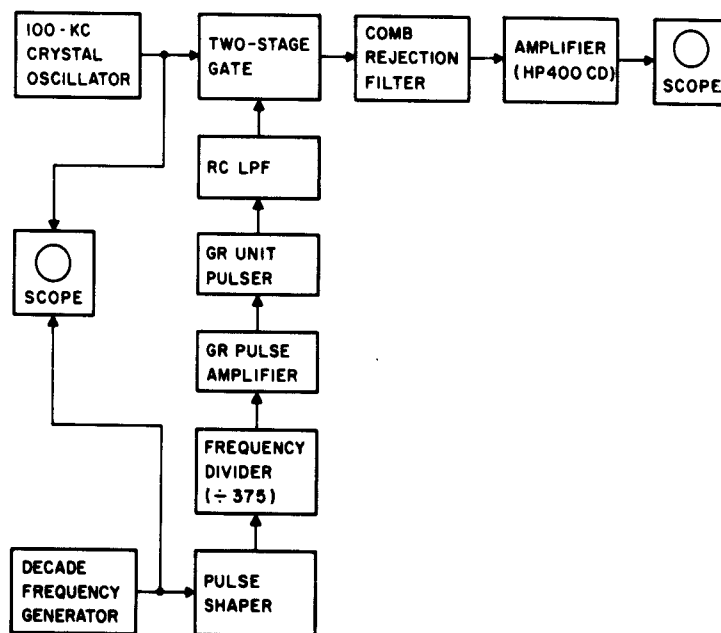 100-KC
CRYSTAL
OSCILLATOR
TWO-STAGE
GATE
COMB
REJECTION
FILTER
AMPLIFIER
(HP400 CD)
SCOPE
RC LPF
GR UNIT
PULSER
SCOPE
GR PULSE
AMPLIFIER
FREQUENCY
DIVIDER
(÷375)
DECADE
FREQUENCY
GENERATOR
PULSE
SHAPER